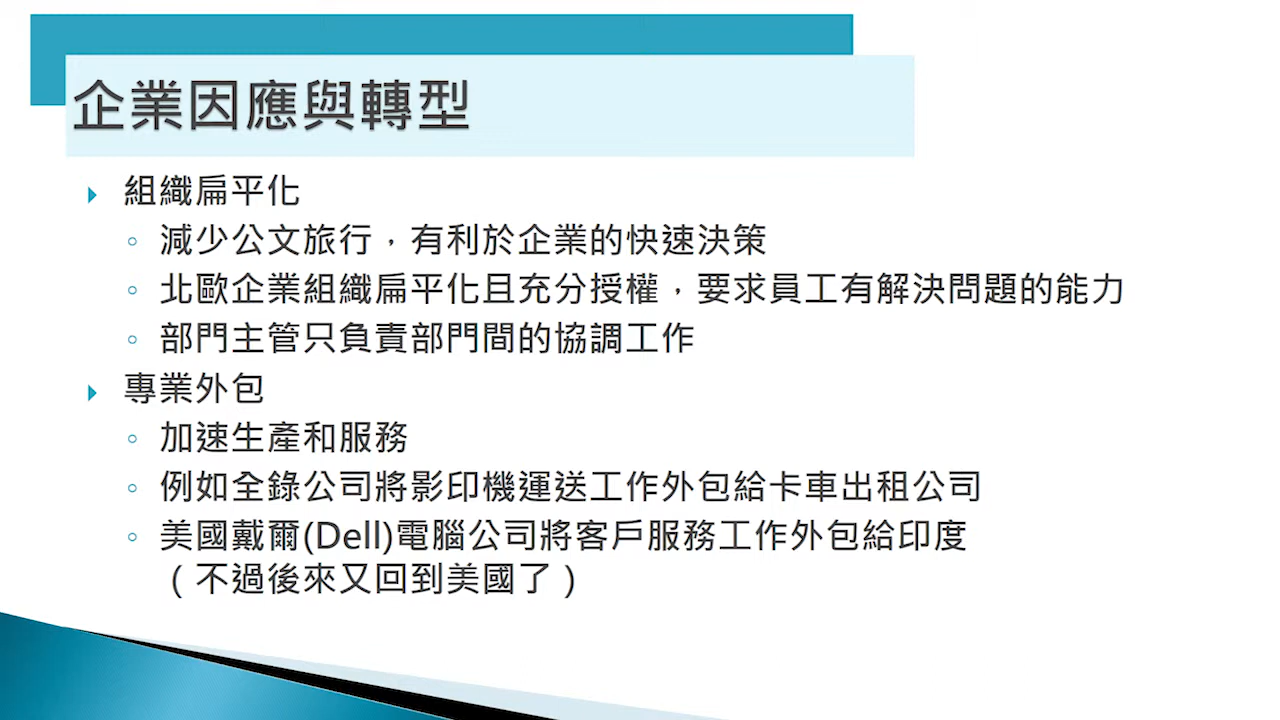 企業因應與轉型
組織扁平化
減少公文旅行，有利於企業的快速決策
北歐企業組織扁平化且充分授權，要求員工有解決問題的能力
部門主管只負責部門間的協調工作
專業外包
加速生產和服務
例如全錄公司將影印機運送工作外包給卡車出租公司
美國戴爾(Dell)電腦公司將客戶服務工作外包給印度
（不過後來又回到美國了）